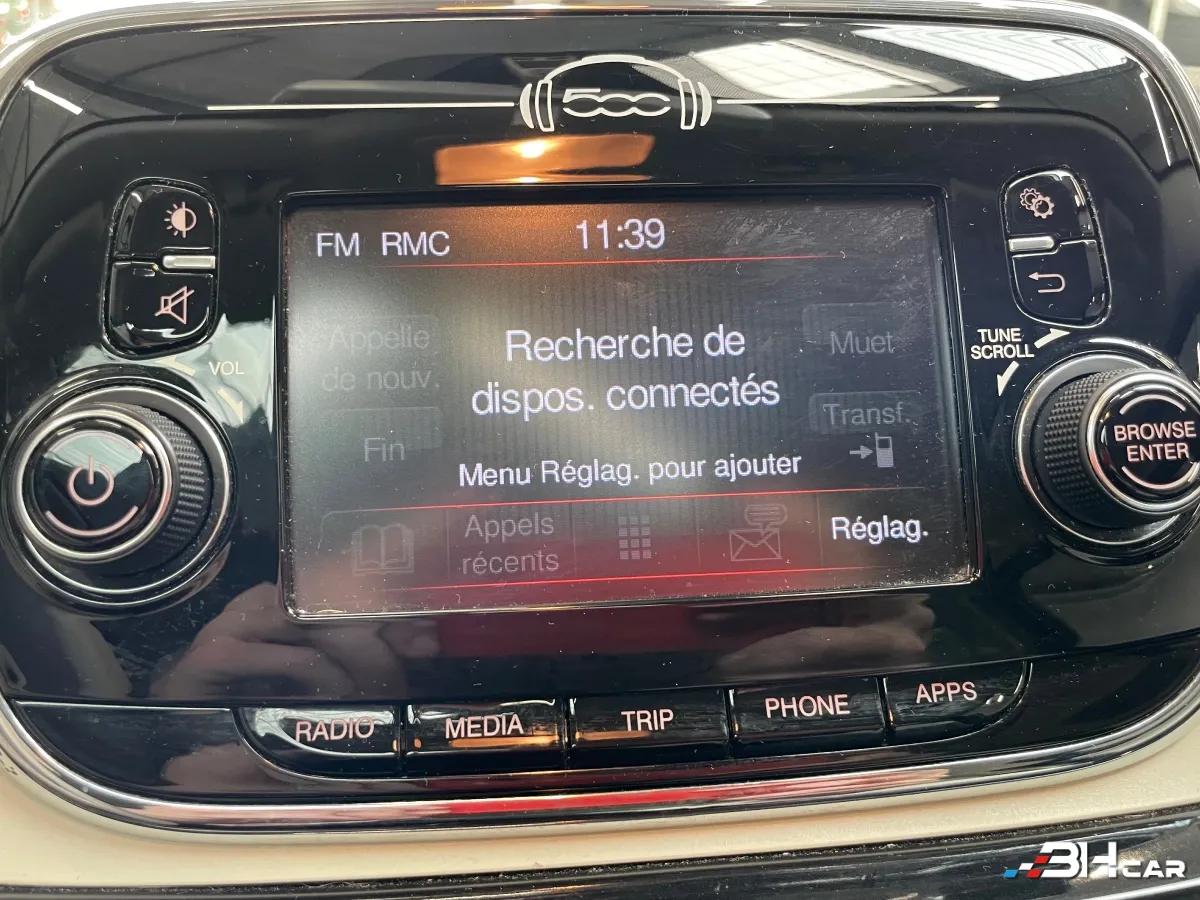 500
FM RMC 11:39
Appelle
de nouv.
Recherche de
dispos. connectés
Muet
Fin
Transf.
Menu Réglag. pour ajouter
Appels
récents
Réglag.
VOL
TUNE
SCROLL
BROWSE
ENTER
RADIO
MEDIA
TRIP
PHONE
APPS
3HCAR